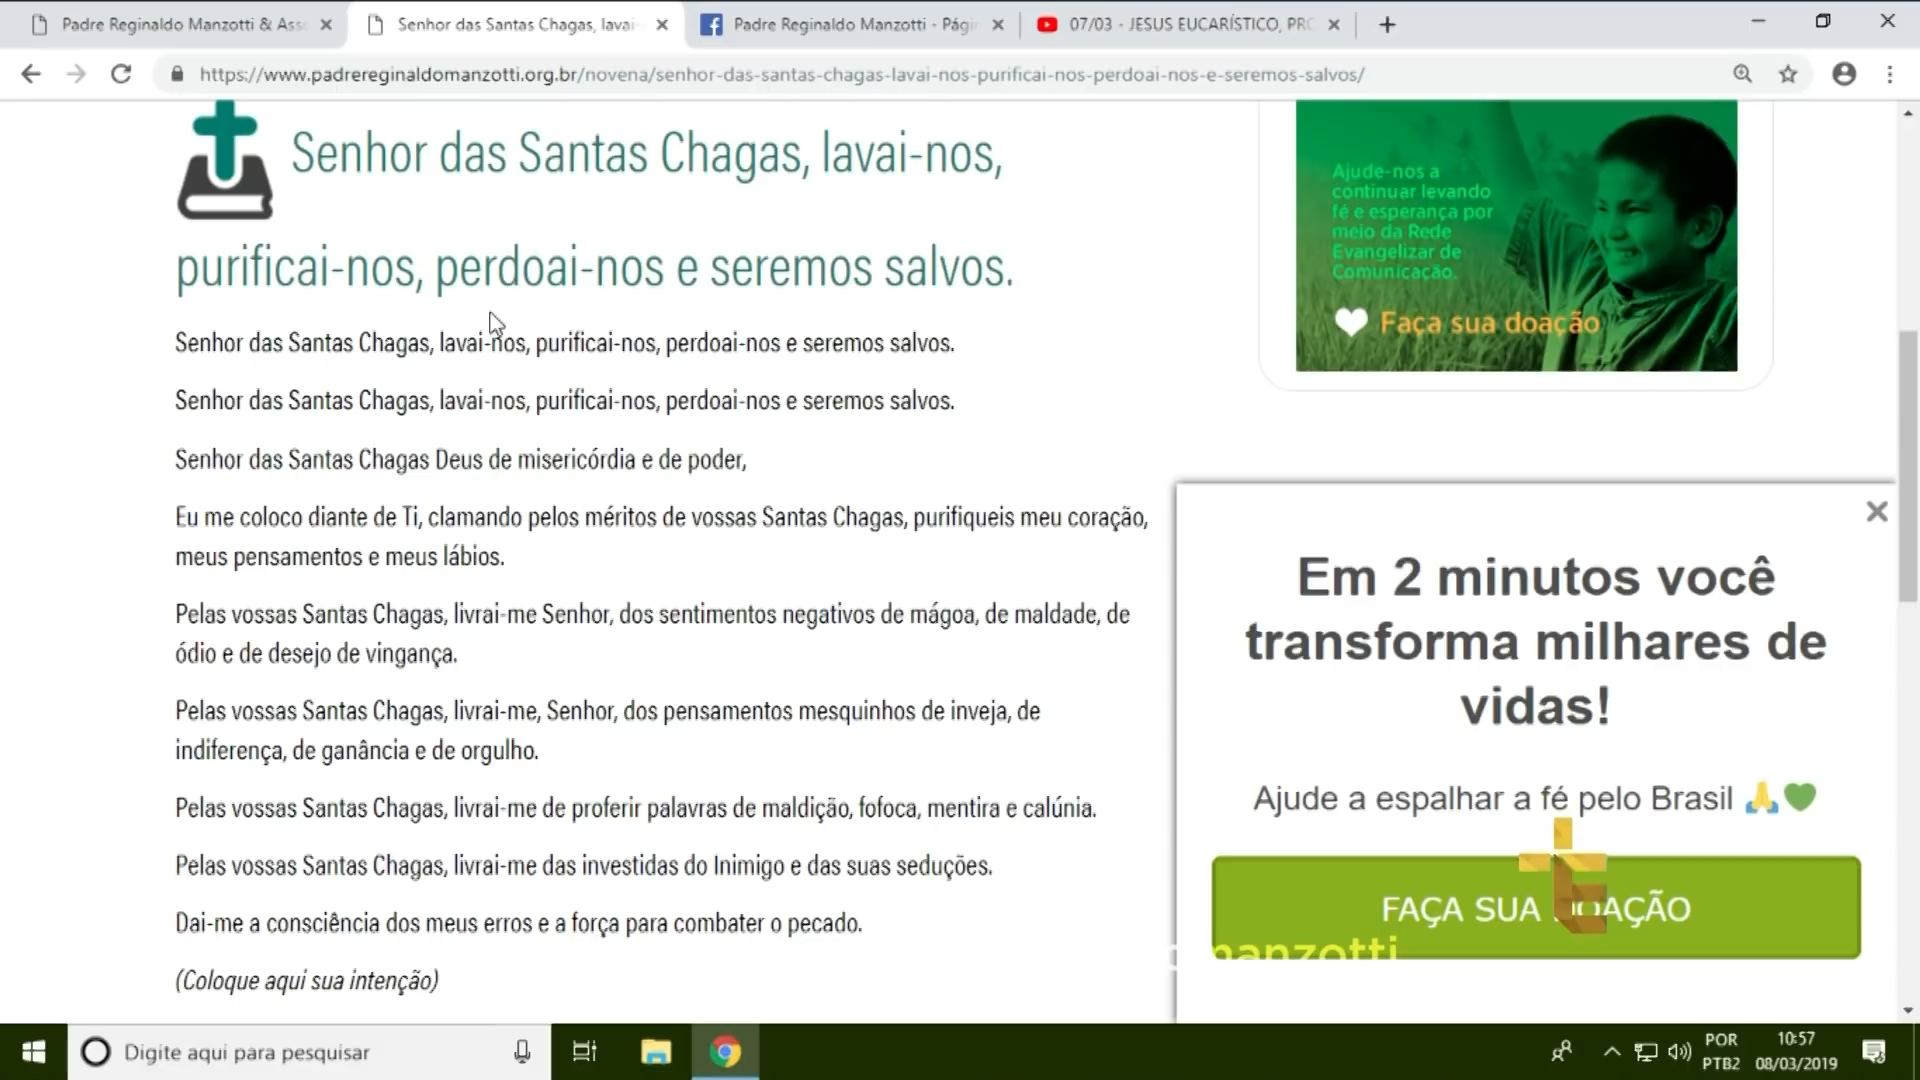 Padre Reginaldo Manzotti & Ass
Senhor das Santas Chagas, lavai-
Padre Reginaldo Manzotti - Pági
07/03 - JESUS EUCARÍSTICO, PRO
https://www.padrereginaldomanzotti.org.br/novena/senhor-das-santas-chagas-lavai-nos-purificai-nos-perdoai-nos-e-seremos-salvos/
Senhor das Santas Chagas, lavai-nos,
purificai-nos, perdoai-nos e seremos salvos.
Senhor das Santas Chagas, lavai-nos, purificai-nos, perdoai-nos e seremos salvos.
Senhor das Santas Chagas, lavai-nos, purificai-nos, perdoai-nos e seremos salvos.
Senhor das Santas Chagas Deus de misericórdia e de poder,
Eu me coloco diante de Ti, clamando pelos méritos de vossas Santas Chagas, purifiqueis meu coração,
meus pensamentos e meus lábios.
Pelas vossas Santas Chagas, livrai-me Senhor, dos sentimentos negativos de mágoa, de maldade, de
ódio e de desejo de vingança.
Pelas vossas Santas Chagas, livrai-me, Senhor, dos pensamentos mesquinhos de inveja, de
indiferença, de ganância e de orgulho.
Pelas vossas Santas Chagas, livrai-me de proferir palavras de maldição, fofoca, mentira e calúnia.
Pelas vossas Santas Chagas, livrai-me das investidas do Inimigo e das suas seduções.
Dai-me a consciência dos meus erros e a força para combater o pecado.
(Coloque aqui sua intenção)
Ajude-nos a
continuar levando
fé e esperança por
meio da Rede
Evangelizar de
Comunicação.
Faça sua doação
Em 2 minutos você
transforma milhares de
vidas!
Ajude a espalhar a fé pelo Brasil 🙏💚
FAÇA SUA DOAÇÃO
manzotti
Digite aqui para pesquisar
POR
PTB2
10:57
08/03/2019